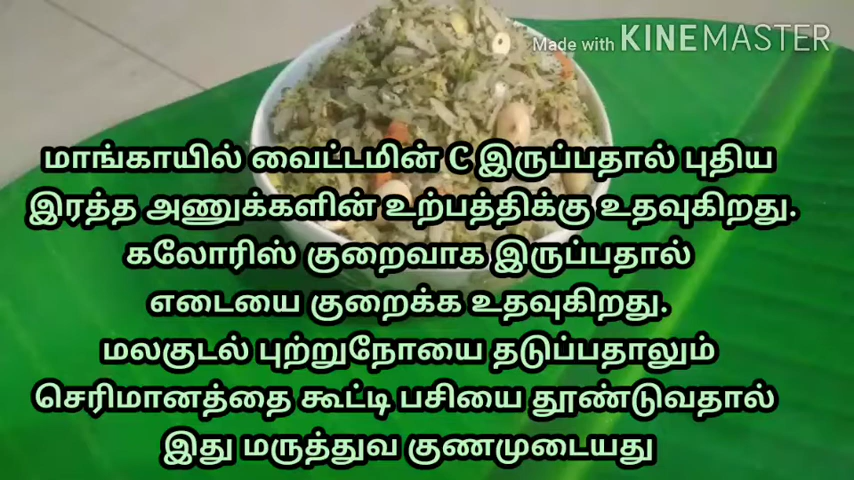 Made with KINEMASTER
மாங்காயில் வைட்டமின் C இருப்பதால் புதிய
இரத்த அணுக்களின் உற்பத்திக்கு உதவுகிறது.
கலோரிஸ் குறைவாக இருப்பதால்
எடையை குறைக்க உதவுகிறது.
மலகுடல் புற்றுநோயை தடுப்பதாலும்
செரிமானத்தை கூட்டி பசியை தூண்டுவதால்
இது மருத்துவ குணமுடையது